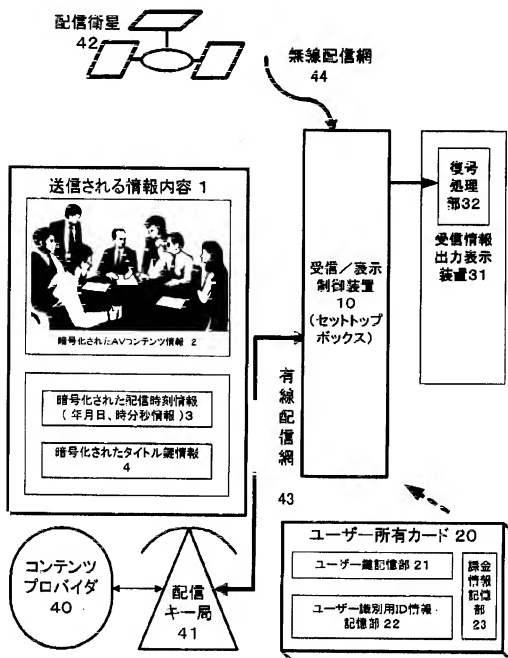 配信衛星
42
無線配信網
44
送信される情報内容 1
暗号化されたAVコンテンツ情報 2
暗号化された配信時刻情報
(年月日、時分秒情報)3
暗号化されたタイトル鍵情報
4
受信/表示
制御装置
10
(セットトップ
ボックス)
復号
処理
部32
受信情報
出力表示
装置31
有線配信網
43
コンテンツ
プロバイダ
40
配信
キー局
41
ユーザー所有カード 20
ユーザー鍵記憶部 21
ユーザー識別用ID情報
記憶部 22
課金
情報
記憶
部
23